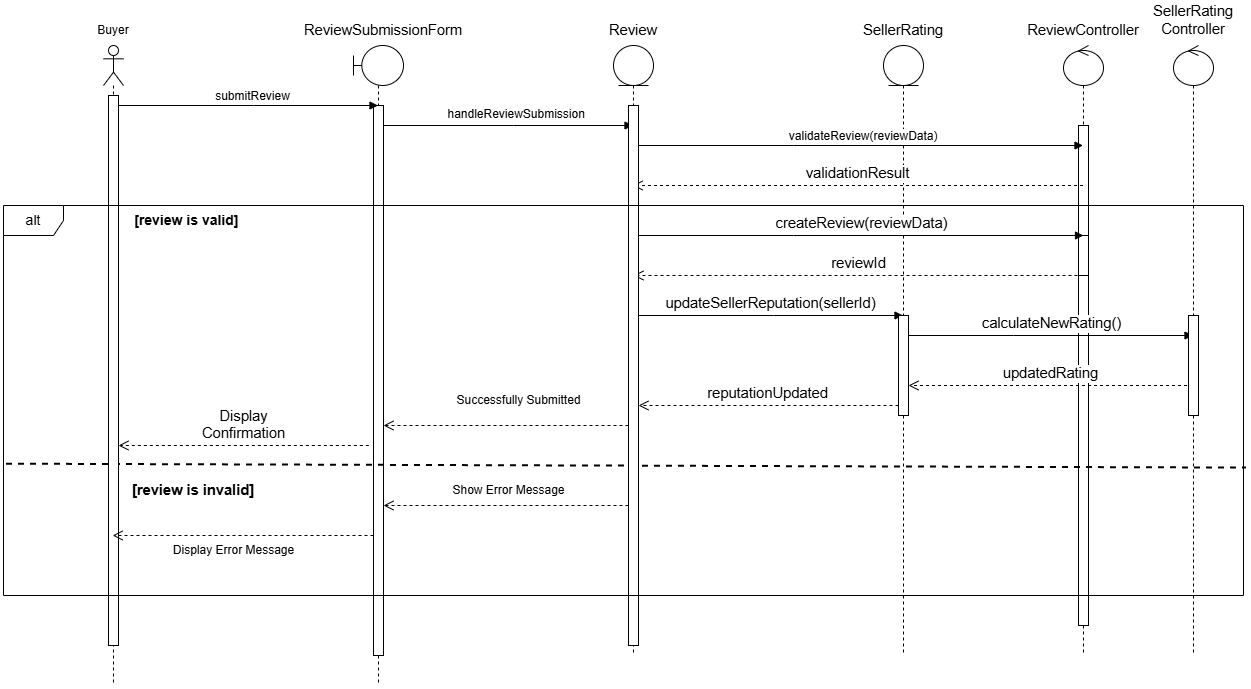 SellerRating
Controller
Buyer
ReviewSubmissionForm
Review
SellerRating
ReviewController
submitReview
handleReviewSubmission
validateReview(reviewData)
validationResult
alt
[review is valid]
createReview(reviewData)
reviewId
updateSellerReputation(sellerId)
calculateNewRating()
updatedRating
reputationUpdated
Successfully Submitted
Display
Confirmation
[review is invalid]
Show Error Message
Display Error Message